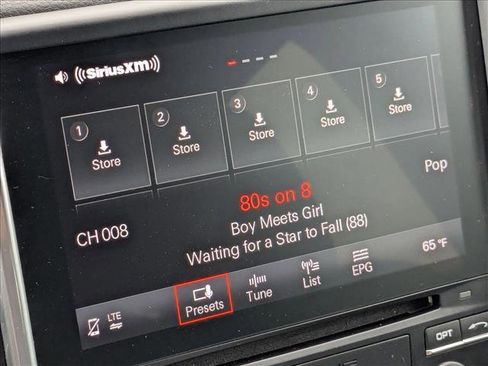 ((SiriusXM))
1 2 3 4 5
Store Store Store Store Store
80s on 8
Pop
CH 008
Boy Meets Girl
Waiting for a Star to Fall (88)
LTE
Presets Tune List EPG
65 °F
OPT